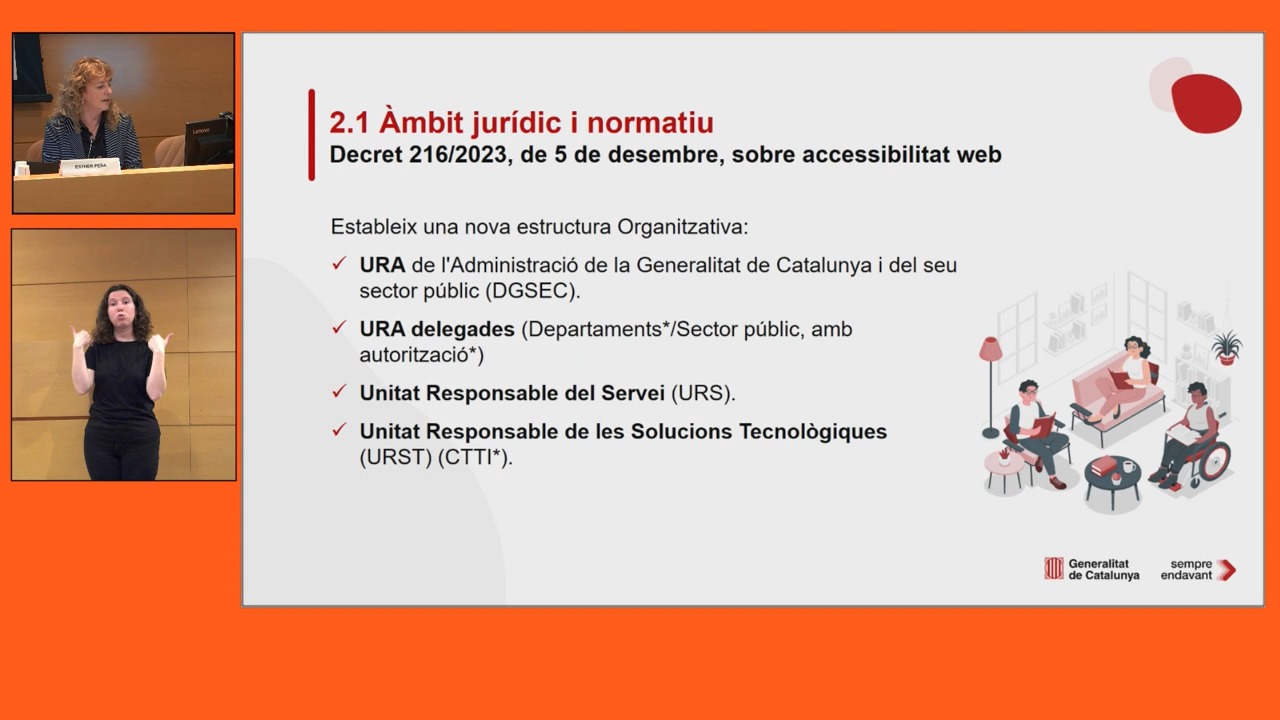 Lenovo
ESTHER PEÑA
2.1 Àmbit jurídic i normatiu
Decret 216/2023, de 5 de desembre, sobre accessibilitat web
Estableix una nova estructura Organitzativa:
✓ URA de l'Administració de la Generalitat de Catalunya i del seu
sector públic (DGSEC).
✓ URA delegades (Departaments*/Sector públic, amb
autorització*)
✓ Unitat Responsable del Servei (URS).
✓ Unitat Responsable de les Solucions Tecnològiques
(URST) (CTTI*).
Generalitat
de Catalunya
sempre
endavant